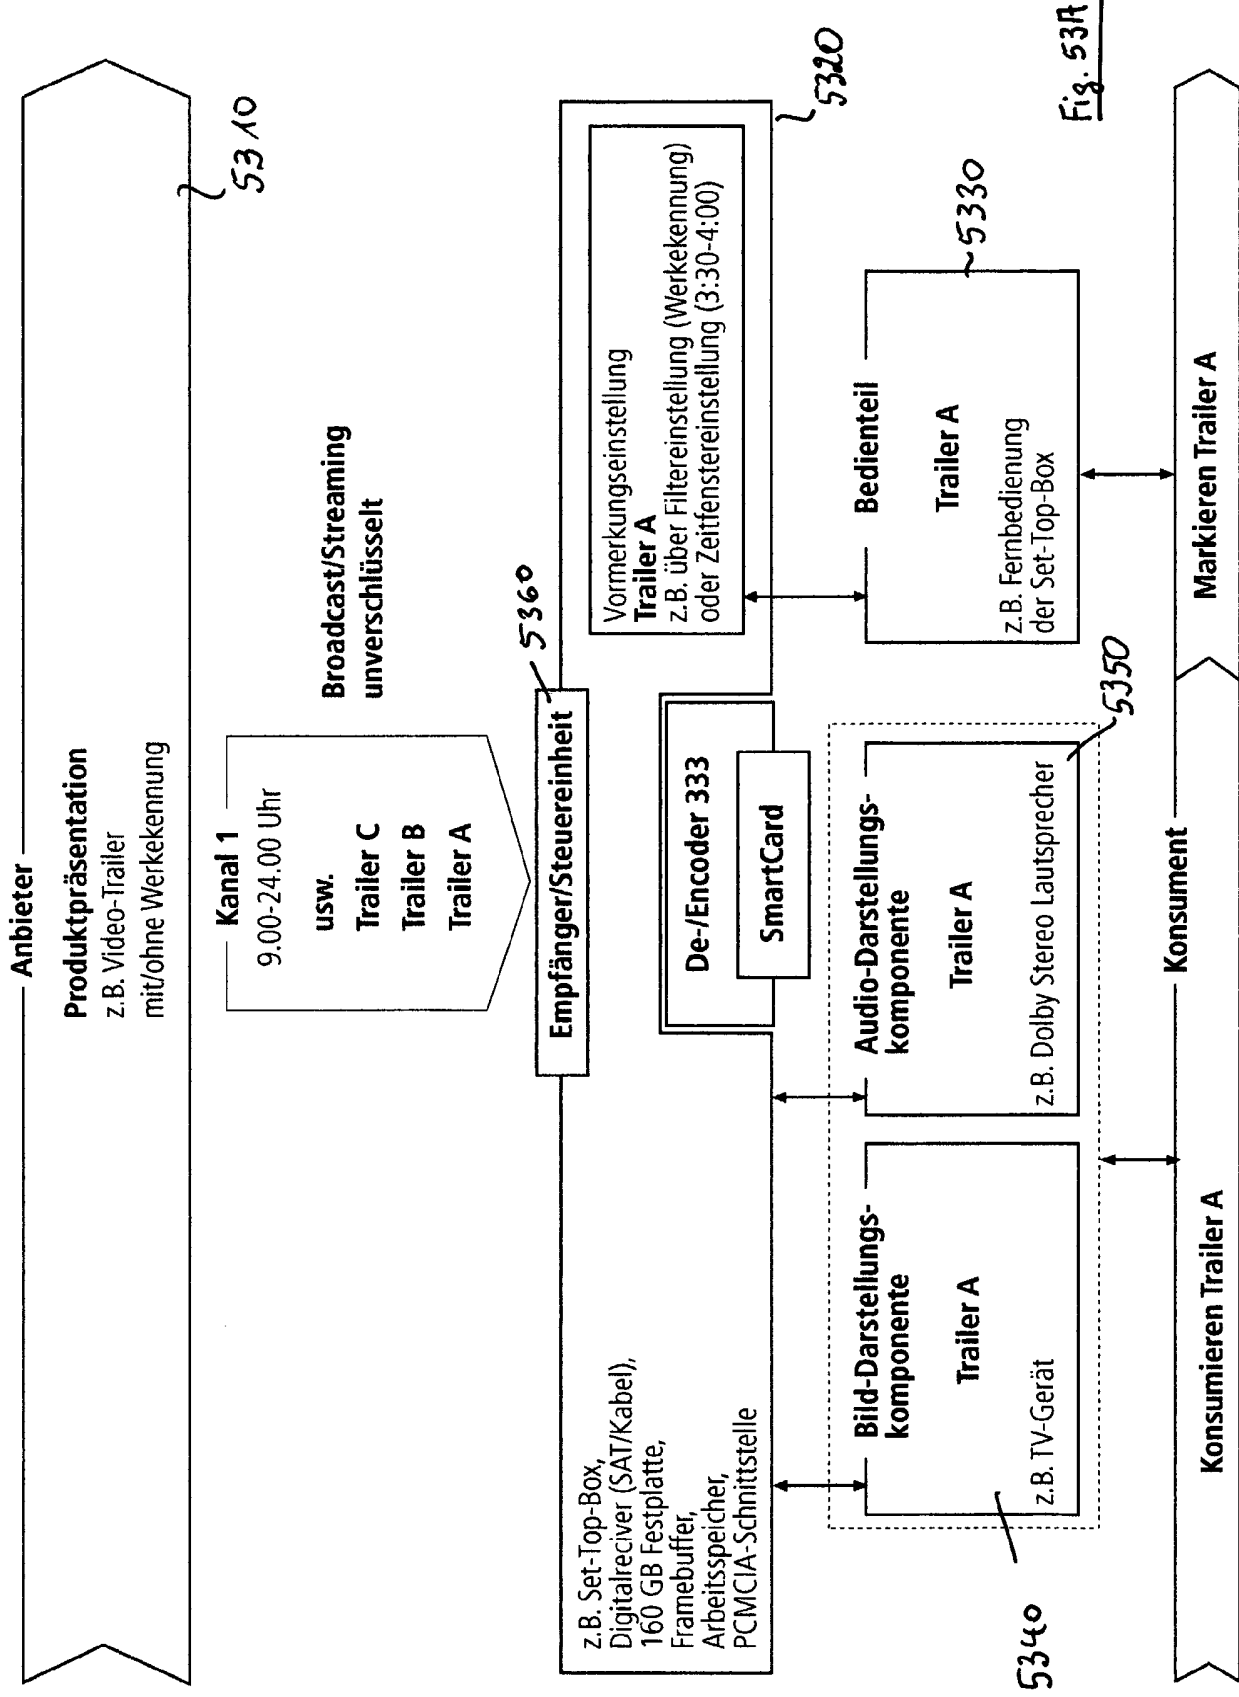 Anbieter
Produktpräsentation
z.B. Video-Trailer
mit/ohne Werkekennung
5310
Kanal 1
9.00-24.00 Uhr
usw.
Trailer C
Trailer B
Trailer A
Broadcast/Streaming
unverschlüsselt
Empfänger/Steuereinheit
5360
z.B. Set-Top-Box,
Digitalreciver (SAT/Kabel),
160 GB Festplatte,
Framebuffer,
Arbeitsspeicher,
PCMCIA-Schnittstelle
De-/Encoder 333
SmartCard
Vormerkungseinstellung
Trailer A
z.B. über Filtereinstellung (Werkekennung)
oder Zeitfenstereinstellung (3:30-4:00)
5320
Bild-Darstellungs-
komponente
Trailer A
z.B. TV-Gerät
5340
Audio-Darstellungs-
komponente
Trailer A
z.B. Dolby Stereo Lautsprecher
5350
Bedienteil
Trailer A
z.B. Fernbedienung
der Set-Top-Box
5330
Konsument
Konsumieren Trailer A
Markieren Trailer A
Fig. 53A